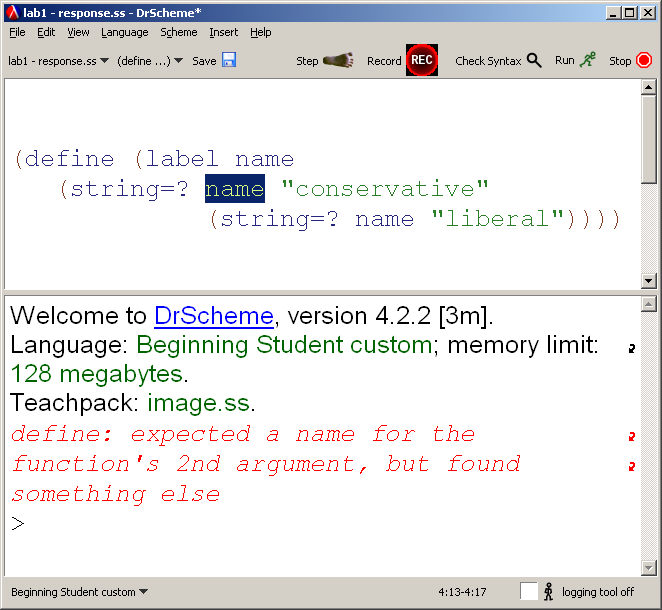 lab1 - response.ss - DrScheme*
File Edit View Language Scheme Insert Help
lab1 - response.ss (define ...) Save Step Record REC Check Syntax Run Stop
(define (label name
(string=? name "conservative"
(string=? name "liberal"))))
Welcome to DrScheme, version 4.2.2 [3m].
Language: Beginning Student custom; memory limit:
128 megabytes.
Teachpack: image.ss.
define: expected a name for the
function's 2nd argument, but found
something else
>
Beginning Student custom 4:13-4:17 logging tool off